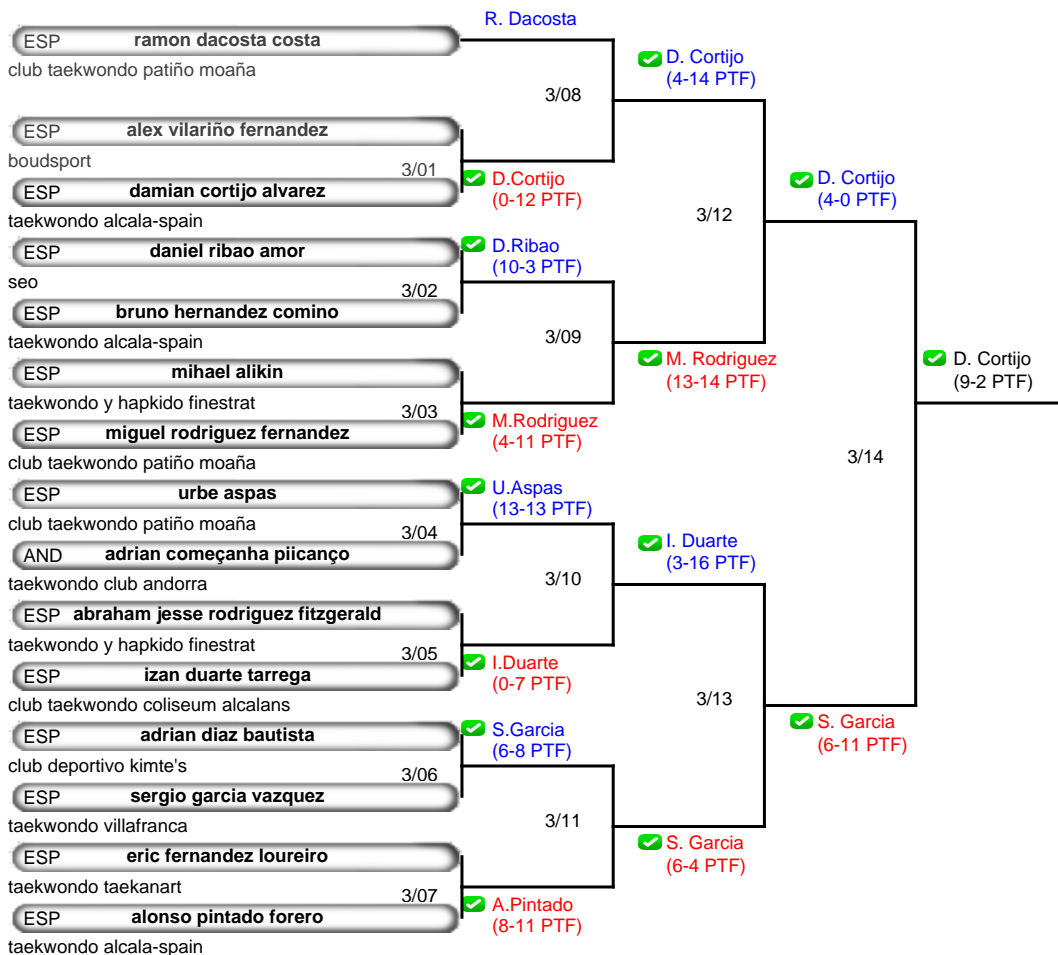 R. Dacosta
ESP ramon dacosta costa
club taekwondo patiño moaña
D. Cortijo
(4-14 PTF)
3/08
ESP alex vilariño fernandez
boudsport
3/01
ESP damian cortijo alvarez
taekwondo alcala-spain
D.Cortijo
(0-12 PTF)
D. Cortijo
(4-0 PTF)
3/12
ESP daniel ribao amor
seo
3/02
D.Ribao
(10-3 PTF)
ESP bruno hernandez comino
taekwondo alcala-spain
3/09
M. Rodriguez
(13-14 PTF)
D. Cortijo
(9-2 PTF)
ESP mihael alikin
taekwondo y hapkido finestrat
3/03
ESP miguel rodriguez fernandez
club taekwondo patiño moaña
M.Rodriguez
(4-11 PTF)
3/14
ESP urbe aspas
club taekwondo patiño moaña
3/04
U.Aspas
(13-13 PTF)
AND adrian começanha piicanço
taekwondo club andorra
I. Duarte
(3-16 PTF)
3/10
ESP abraham jesse rodriguez fitzgerald
taekwondo y hapkido finestrat
3/05
ESP izan duarte tarrega
club taekwondo coliseum alcalans
I.Duarte
(0-7 PTF)
3/13
S. Garcia
(6-11 PTF)
ESP adrian diaz bautista
club deportivo kimte's
3/06
S.Garcia
(6-8 PTF)
ESP sergio garcia vazquez
taekwondo villafranca
3/11
S. Garcia
(6-4 PTF)
ESP eric fernandez loureiro
taekwondo taekanart
3/07
ESP alonso pintado forero
taekwondo alcala-spain
A.Pintado
(8-11 PTF)